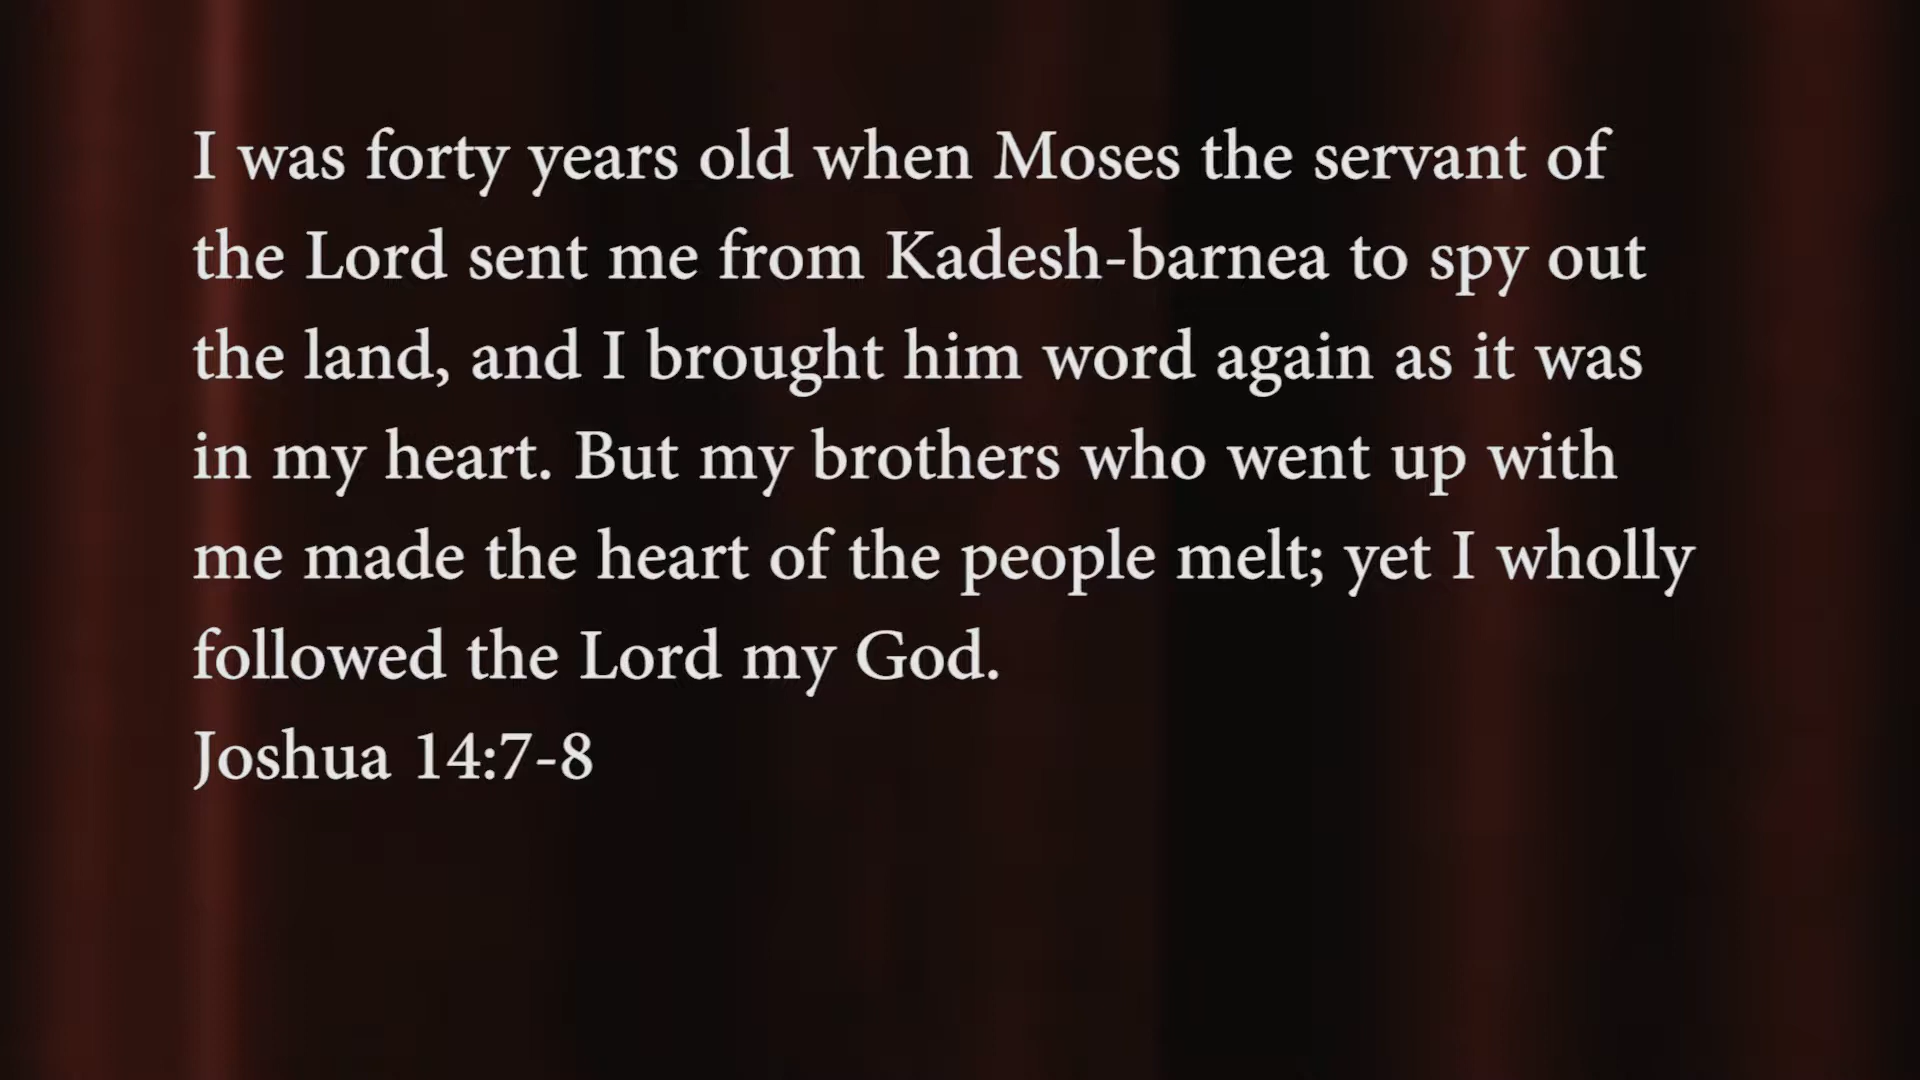 I was forty years old when Moses the servant of
the Lord sent me from Kadesh-barnea to spy out
the land, and I brought him word again as it was
in my heart. But my brothers who went up with
me made the heart of the people melt; yet I wholly
followed the Lord my God.
Joshua 14:7-8